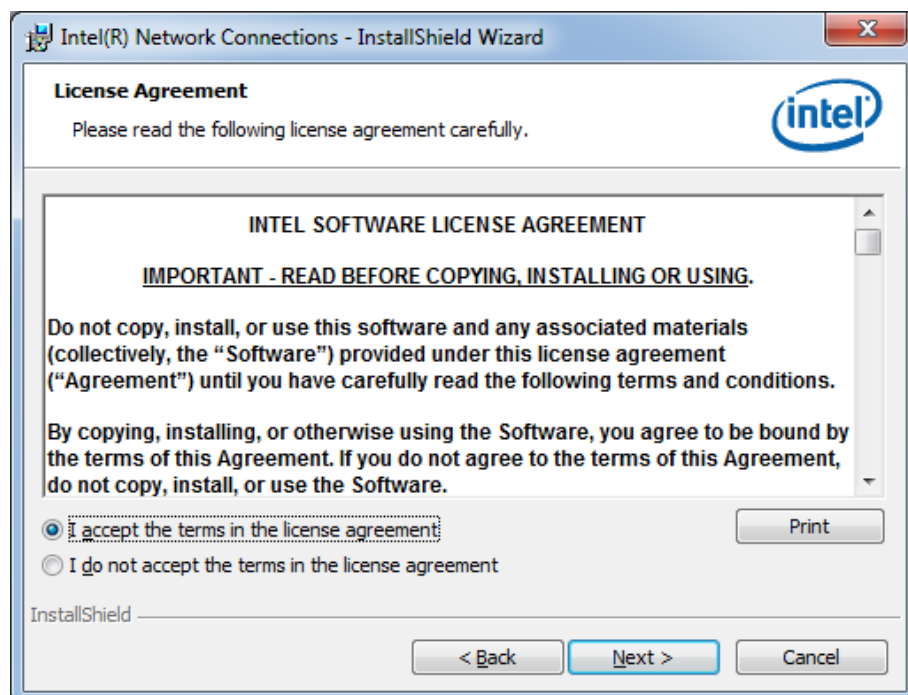 Intel(R) Network Connections - InstallShield Wizard
License Agreement
Please read the following license agreement carefully.
intel
INTEL SOFTWARE LICENSE AGREEMENT
IMPORTANT - READ BEFORE COPYING, INSTALLING OR USING.
Do not copy, install, or use this software and any associated materials
(collectively, the “Software”) provided under this license agreement
(“Agreement”) until you have carefully read the following terms and conditions.
By copying, installing, or otherwise using the Software, you agree to be bound by
the terms of this Agreement. If you do not agree to the terms of this Agreement,
do not copy, install, or use the Software.
I accept the terms in the license agreement
Print
I do not accept the terms in the license agreement
InstallShield
< Back
Next >
Cancel